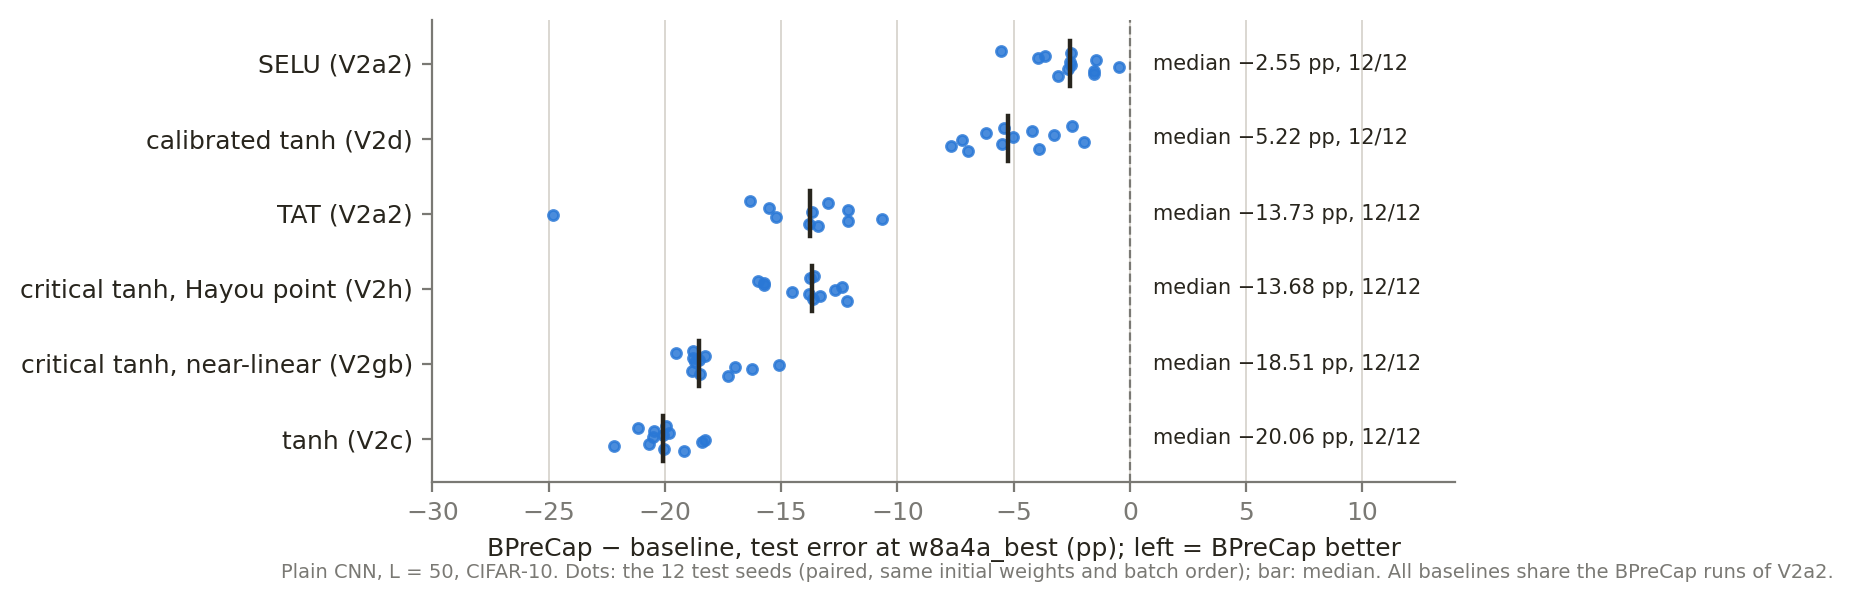 SELU (V2a2) median −2.55 pp, 12/12
calibrated tanh (V2d) median −5.22 pp, 12/12
TAT (V2a2) median −13.73 pp, 12/12
critical tanh, Hayou point (V2h) median −13.68 pp, 12/12
critical tanh, near-linear (V2gb) median −18.51 pp, 12/12
tanh (V2c) median −20.06 pp, 12/12
−30 −25 −20 −15 −10 −5 0 5 10
BPreCap − baseline, test error at w8a4a_best (pp); left = BPreCap better
Plain CNN, L = 50, CIFAR-10. Dots: the 12 test seeds (paired, same initial weights and batch order); bar: median. All baselines share the BPreCap runs of V2a2.